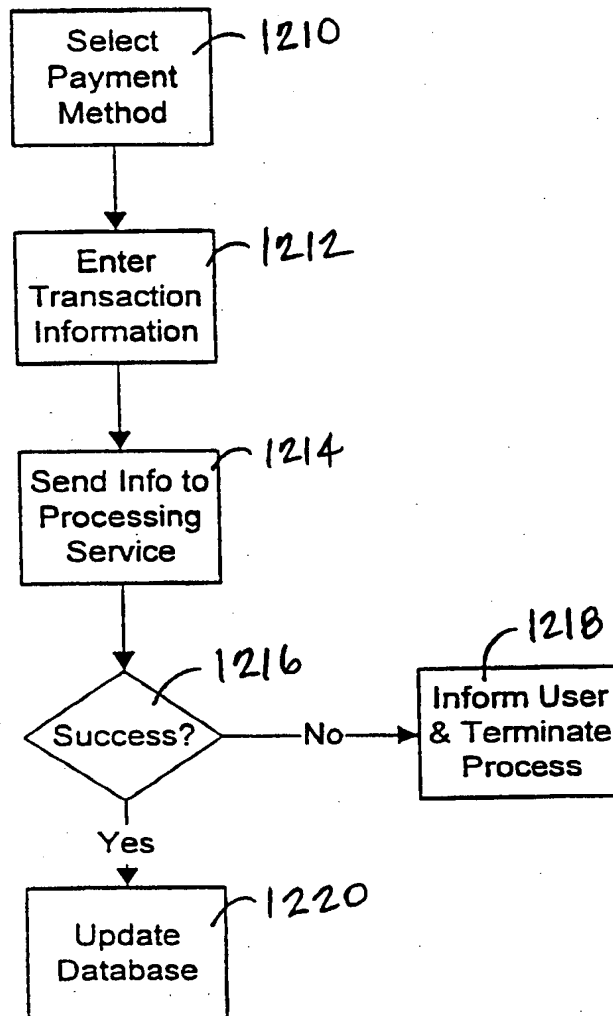 Select
Payment
Method
1210
Enter
Transaction
Information
1212
Send Info to
Processing
Service
1214
Success?
1216
No
Inform User
& Terminate
Process
1218
Yes
Update
Database
1220